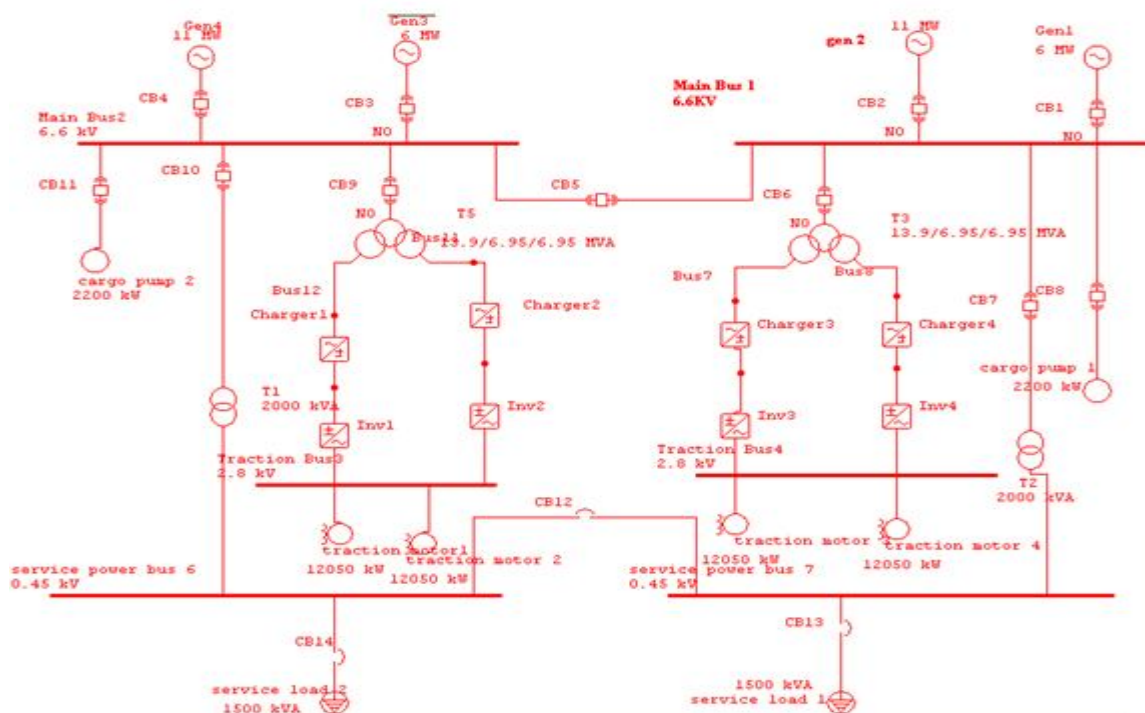 Gen4
11 MW
Gen3
6 MW
gen 2
11 MW
Gen1
6 MW
CB4
CB3
Main Bus 1
6.6KV
CB2
CB1
Main Bus2
6.6 kV
NO
NO
NO
CB11
CB10
CB9
CB5
CB6
NO
T5
NO
T3
Bus11
13.9/6.95/6.95 MVA
13.9/6.95/6.95 MVA
cargo pump 2
2200 kW
Bus12
Bus7
Bus8
CB7
CB8
Charger1
Charger2
Charger3
Charger4
cargo pump 1
2200 kW
T1
2000 kVA
Inv1
Inv2
Inv3
Inv4
Traction Bus3
2.8 kV
Traction Bus4
2.8 kV
T2
2000 kVA
CB12
traction motor1
12050 kW
traction motor 2
12050 kW
traction motor
12050 kW
traction motor 4
12050 kW
service power bus 6
0.45 kV
service power bus 7
0.45 kV
CB14
CB13
service load 2
1500 kVA
1500 kVA
service load 1